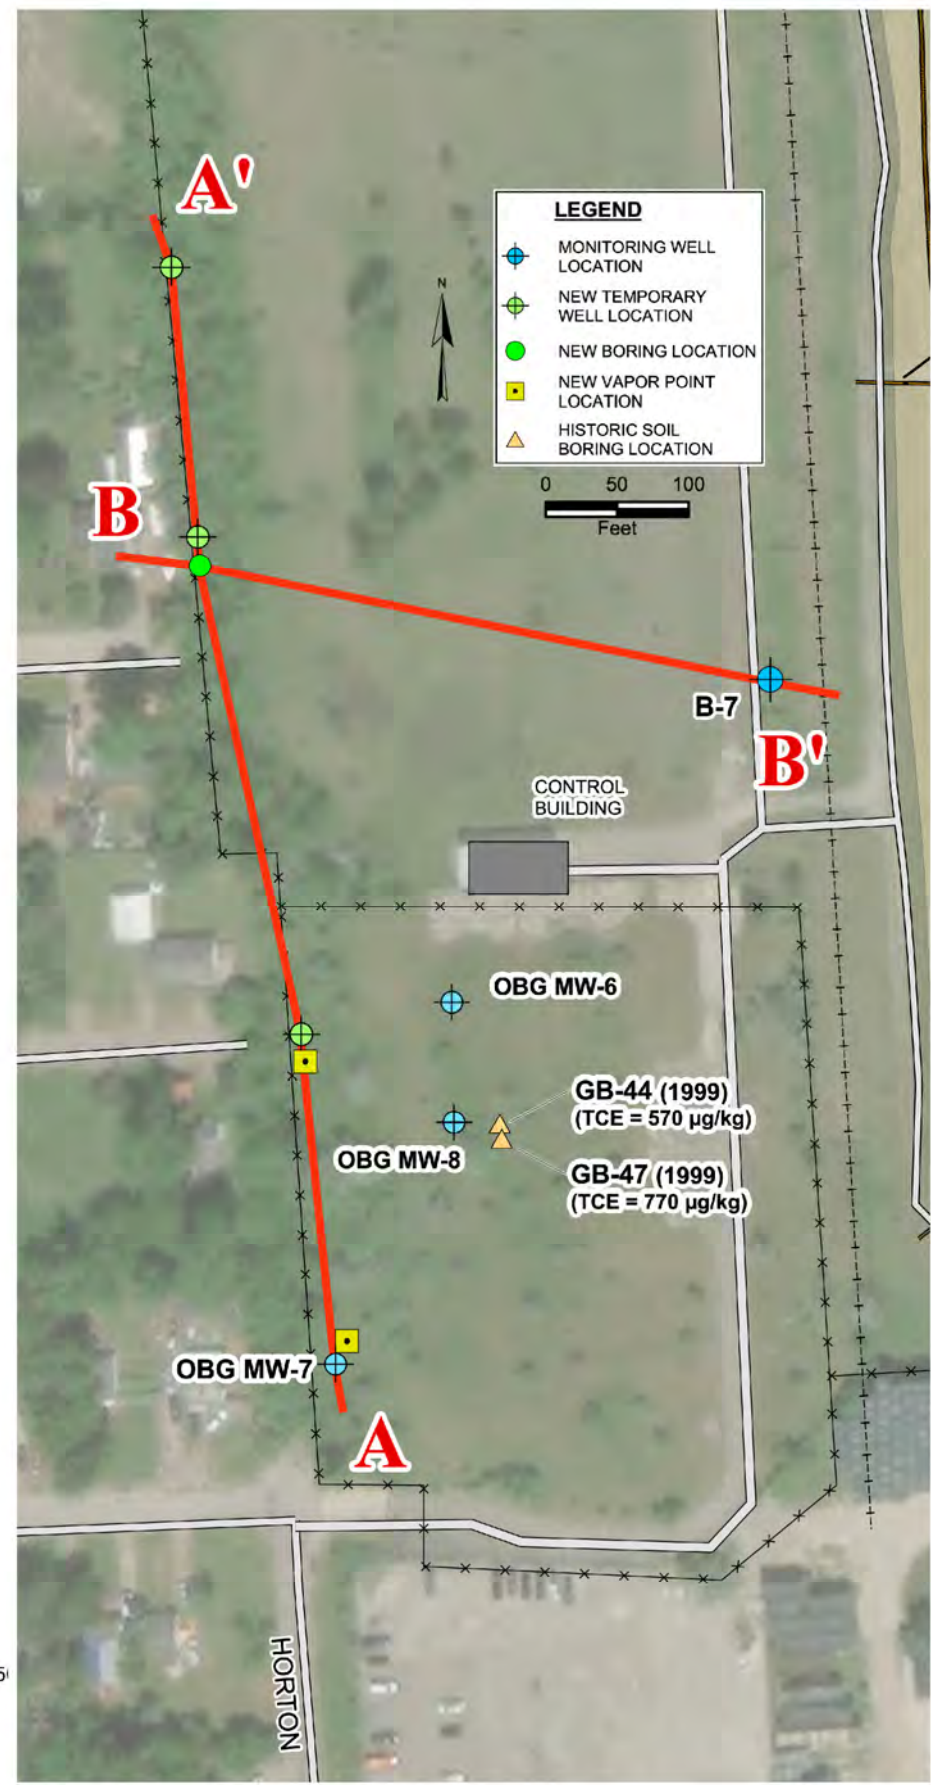 A'
LEGEND
MONITORING WELL
LOCATION
NEW TEMPORARY
WELL LOCATION
NEW BORING LOCATION
NEW VAPOR POINT
LOCATION
HISTORIC SOIL
BORING LOCATION
N
0 50 100
Feet
B
B-7
B'
CONTROL
BUILDING
OBG MW-6
GB-44 (1999)
(TCE = 570 µg/kg)
OBG MW-8
GB-47 (1999)
(TCE = 770 µg/kg)
OBG MW-7
A
HORTON